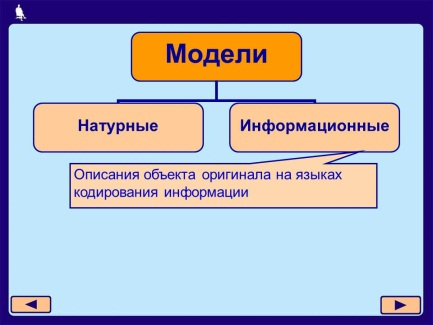 Модели
Натурные
Информационные
Описания объекта оригинала на языках
кодирования информации